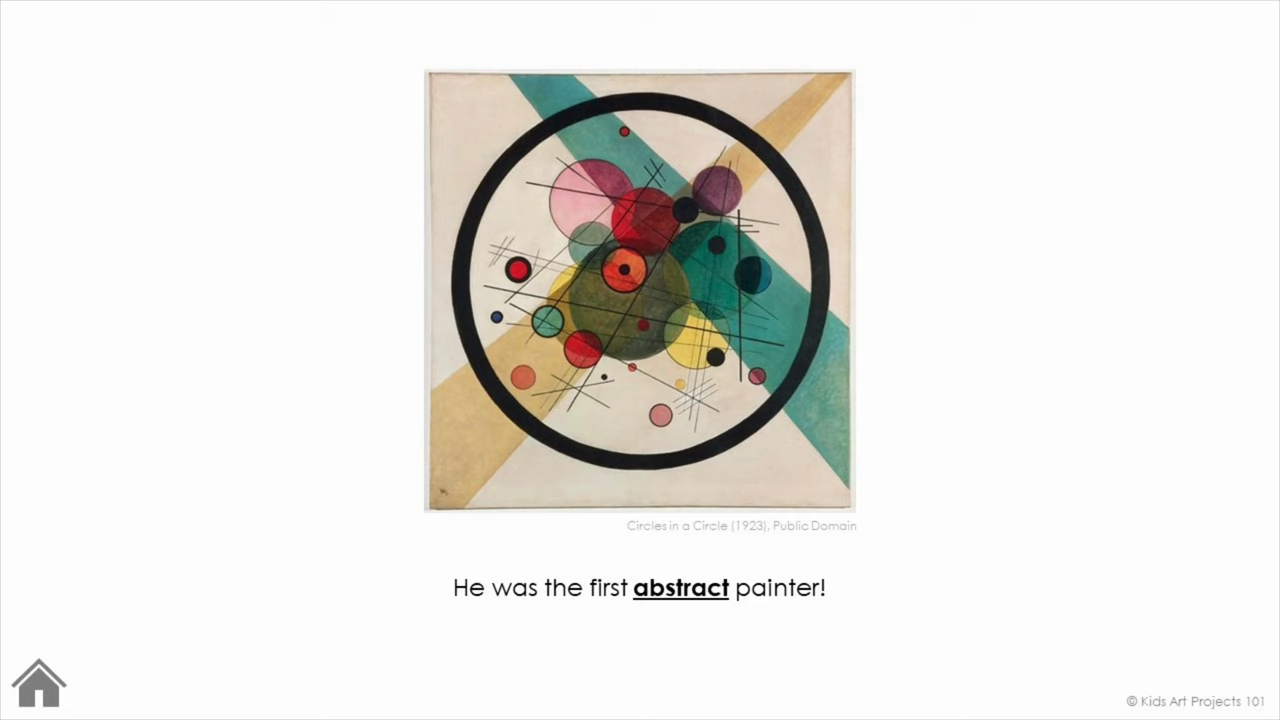 Circles in a Circle (1923), Public Domain
He was the first abstract painter!
© Kids Art Projects 101